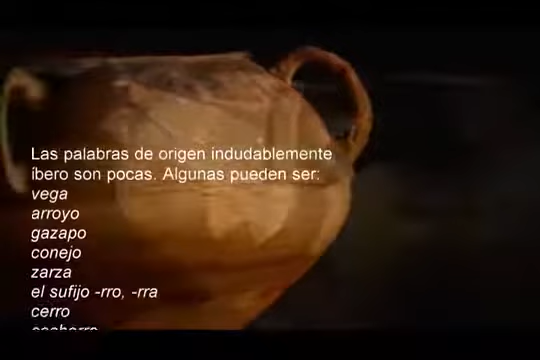 Las palabras de origen indudablemente
íbero son pocas. Algunas pueden ser:
vega
arroyo
gazapo
conejo
zarza
el sufijo -rro, -rra
cerro